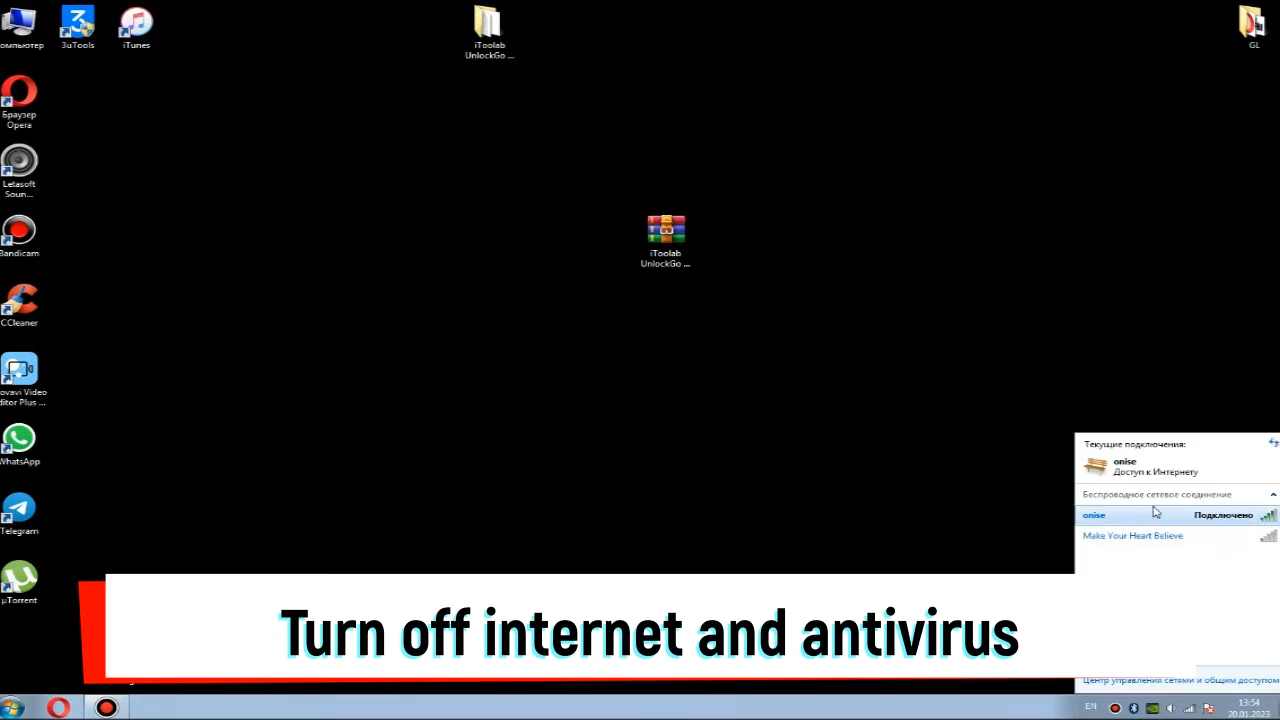 омпьютер
3uTools
iTunes
iToolab
UnlockGo ...
GL
Браузер
Opera
Letasoft
Soun...
Bandicam
iToolab
UnlockGo ...
CCleaner
ovavi Video
ditor Plus ...
WhatsApp
Telegram
µTorrent
Текущие подключения:
onise
Доступ к Интернету
Беспроводное сетевое соединение
onise Подключено
Make Your Heart Believe
Turn off internet and antivirus
Центр управления сетями и общим доступом
EN
13:54
20.01.2023